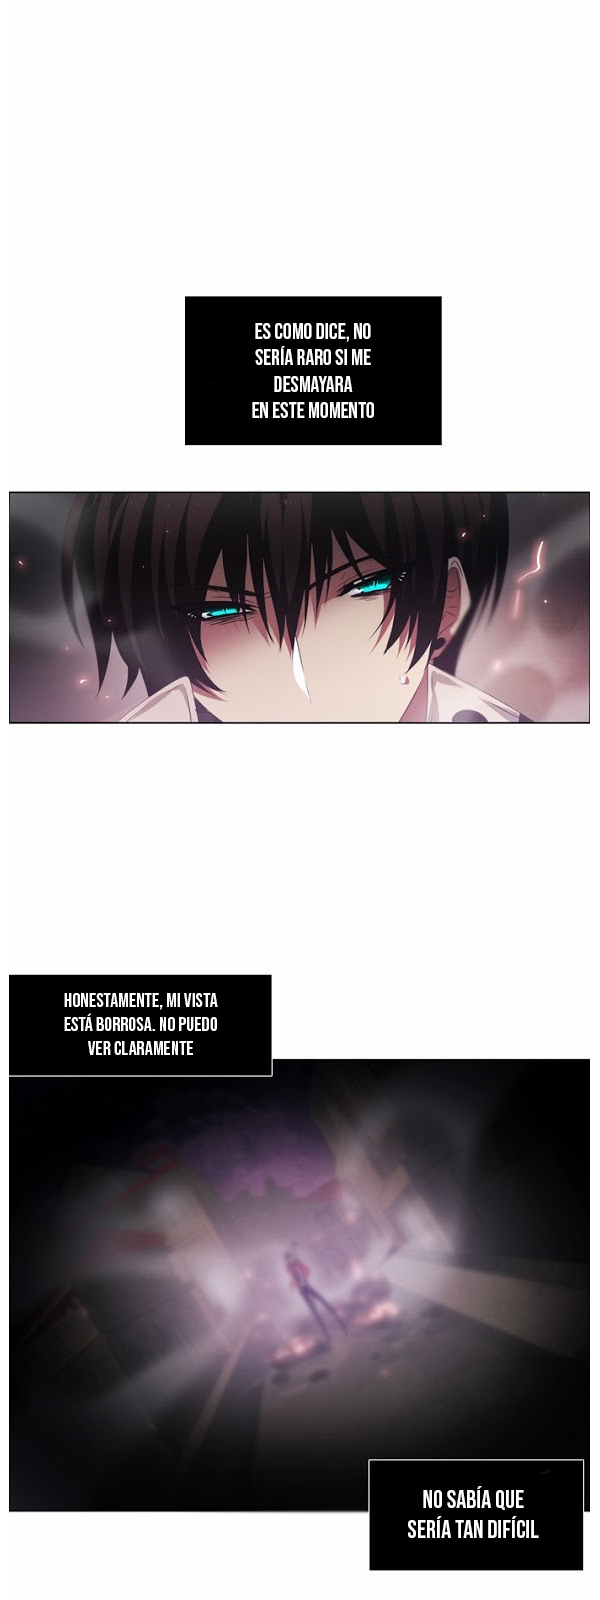 ES COMO DICE, NO
SERÍA RARO SI ME
DESMAYARA
EN ESTE MOMENTO
HONESTAMENTE, MI VISTA
ESTÁ BORROSA. NO PUEDO
VER CLARAMENTE
NO SABÍA QUE
SERÍA TAN DIFÍCIL